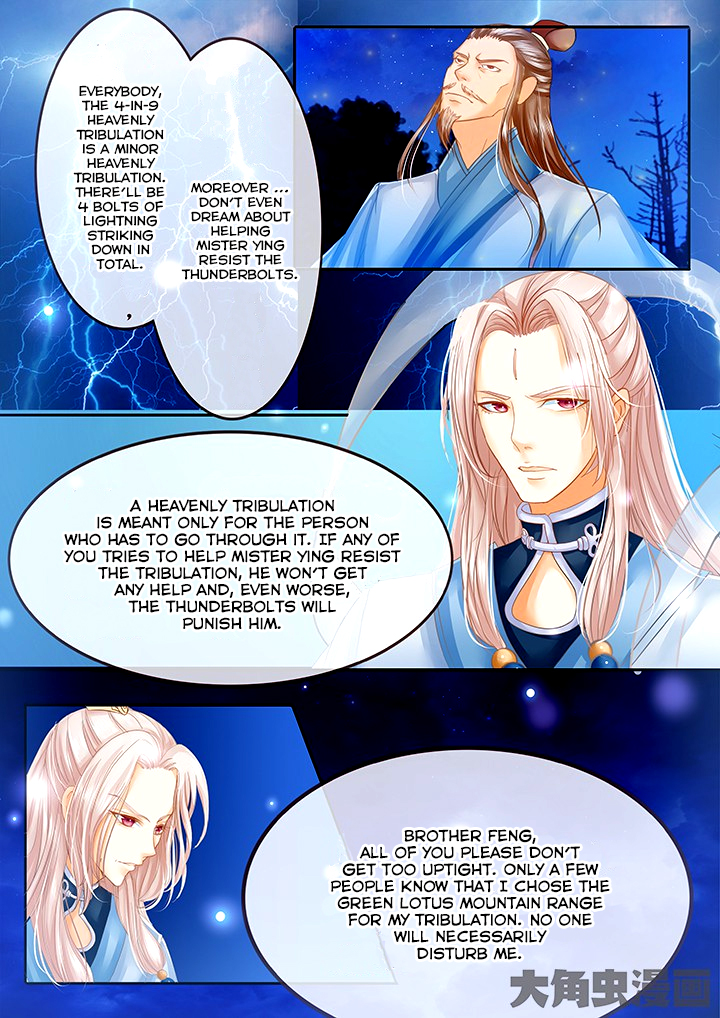 EVERYBODY,
THE 4-IN-9
HEAVENLY
TRIBULATION
IS A MINOR
HEAVENLY
TRIBULATION.
THERE'LL BE
4 BOLTS OF
LIGHTNING
STRIKING
DOWN IN
TOTAL.
,
MOREOVER ...
DON'T EVEN
DREAM ABOUT
HELPING
MISTER YING
RESIST THE
THUNDERBOLTS.
A HEAVENLY TRIBULATION
IS MEANT ONLY FOR THE PERSON
WHO HAS TO GO THROUGH IT. IF ANY OF
YOU TRIES TO HELP MISTER YING RESIST
THE TRIBULATION, HE WON'T GET
ANY HELP AND, EVEN WORSE,
THE THUNDERBOLTS WILL
PUNISH HIM.
BROTHER FENG,
ALL OF YOU PLEASE DON'T
GET TOO UPTIGHT. ONLY A FEW
PEOPLE KNOW THAT I CHOSE THE
GREEN LOTUS MOUNTAIN RANGE
FOR MY TRIBULATION. NO ONE
WILL NECESSARILY
DISTURB ME.
大角虫漫画